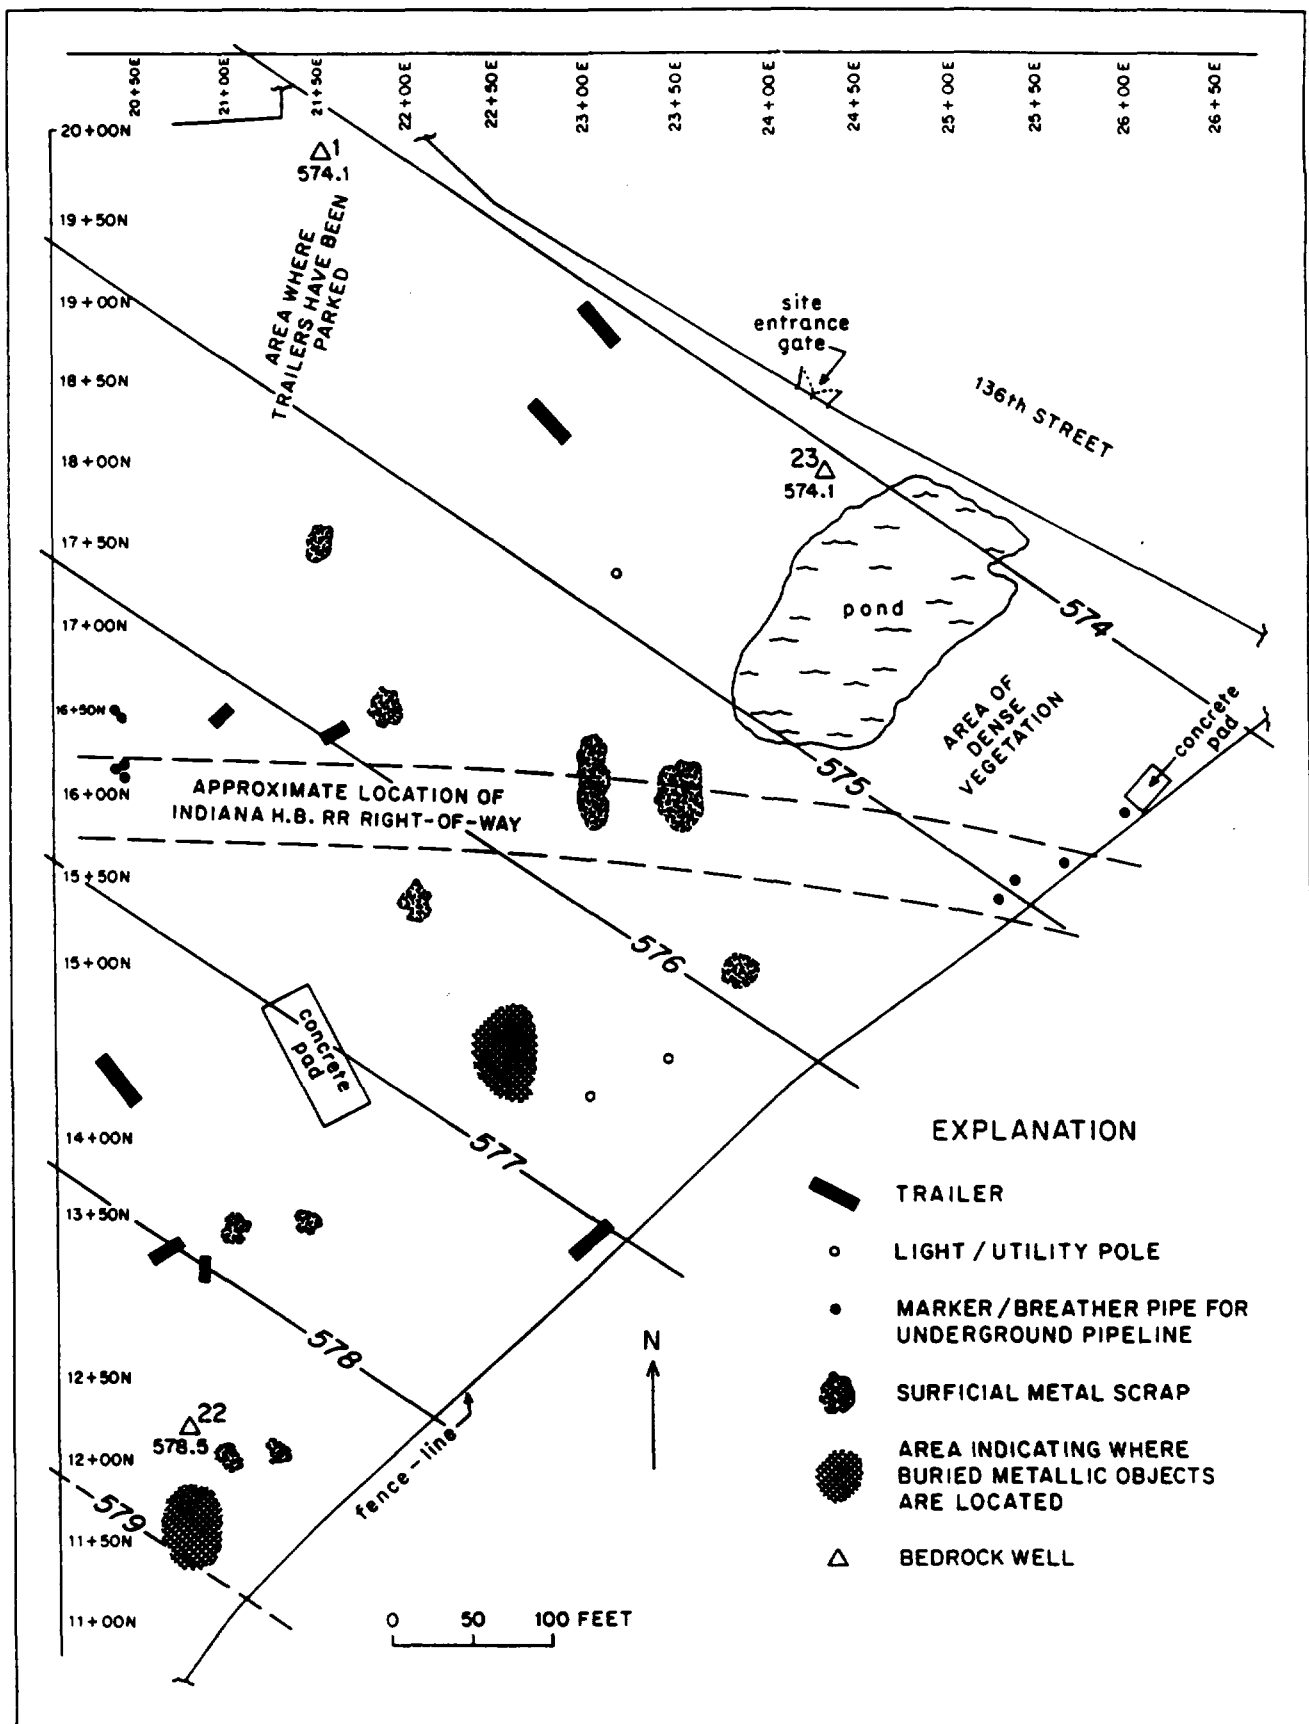 20+50E
21+00E
21+50E
22+00E
22+50E
23+00E
23+50E
24+00E
24+50E
25+00E
25+50E
26+00E
26+50E
20+00N
1
574.1
AREA WHERE
TRAILERS HAVE BEEN
PARKED
19+50N
19+00N
site
entrance
gate
18+50N
136th STREET
18+00N
23
574.1
17+50N
pond
574
17+00N
16+50N
AREA OF
DENSE
VEGETATION
concrete
pad
575
16+00N
APPROXIMATE LOCATION OF
INDIANA H.B. RR RIGHT-OF-WAY
15+50N
576
15+00N
concrete
pad
14+00N
577
13+50N
578
12+50N
22
578.5
12+00N
fence-line
579
11+50N
11+00N
0 50 100 FEET
N
EXPLANATION
TRAILER
LIGHT / UTILITY POLE
MARKER/BREATHER PIPE FOR
UNDERGROUND PIPELINE
SURFICIAL METAL SCRAP
AREA INDICATING WHERE
BURIED METALLIC OBJECTS
ARE LOCATED
BEDROCK WELL